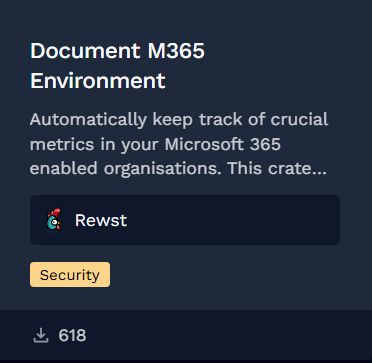 Document M365
Environment
Automatically keep track of crucial
metrics in your Microsoft 365
enabled organisations. This crate...
Rewst
Security
618